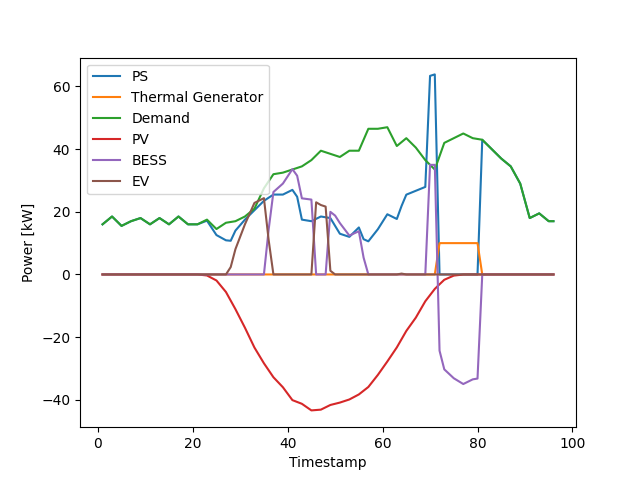 PS
Thermal Generator
Demand
PV
BESS
EV
Power [kW]
60
40
20
0
−20
−40
0 20 40 60 80 100
Timestamp